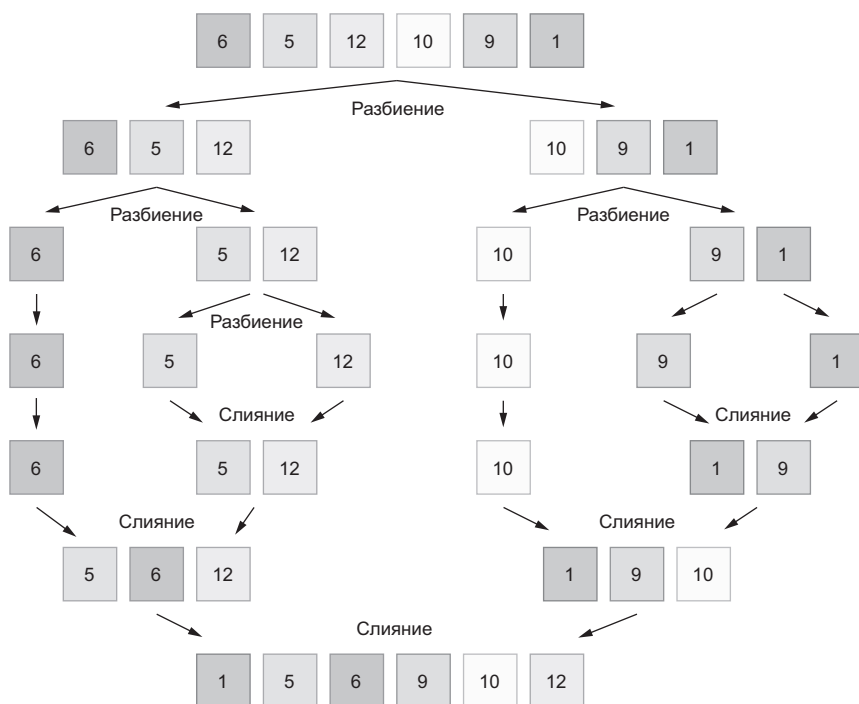 6 5 12 10 9 1
Разбиение
6 5 12 10 9 1
Разбиение Разбиение
6 5 12 10 9 1
Разбиение
6 5 12 10 9 1
Слияние Слияние
6 5 12 10 1 9
Слияние Слияние
5 6 12 1 9 10
Слияние
1 5 6 9 10 12